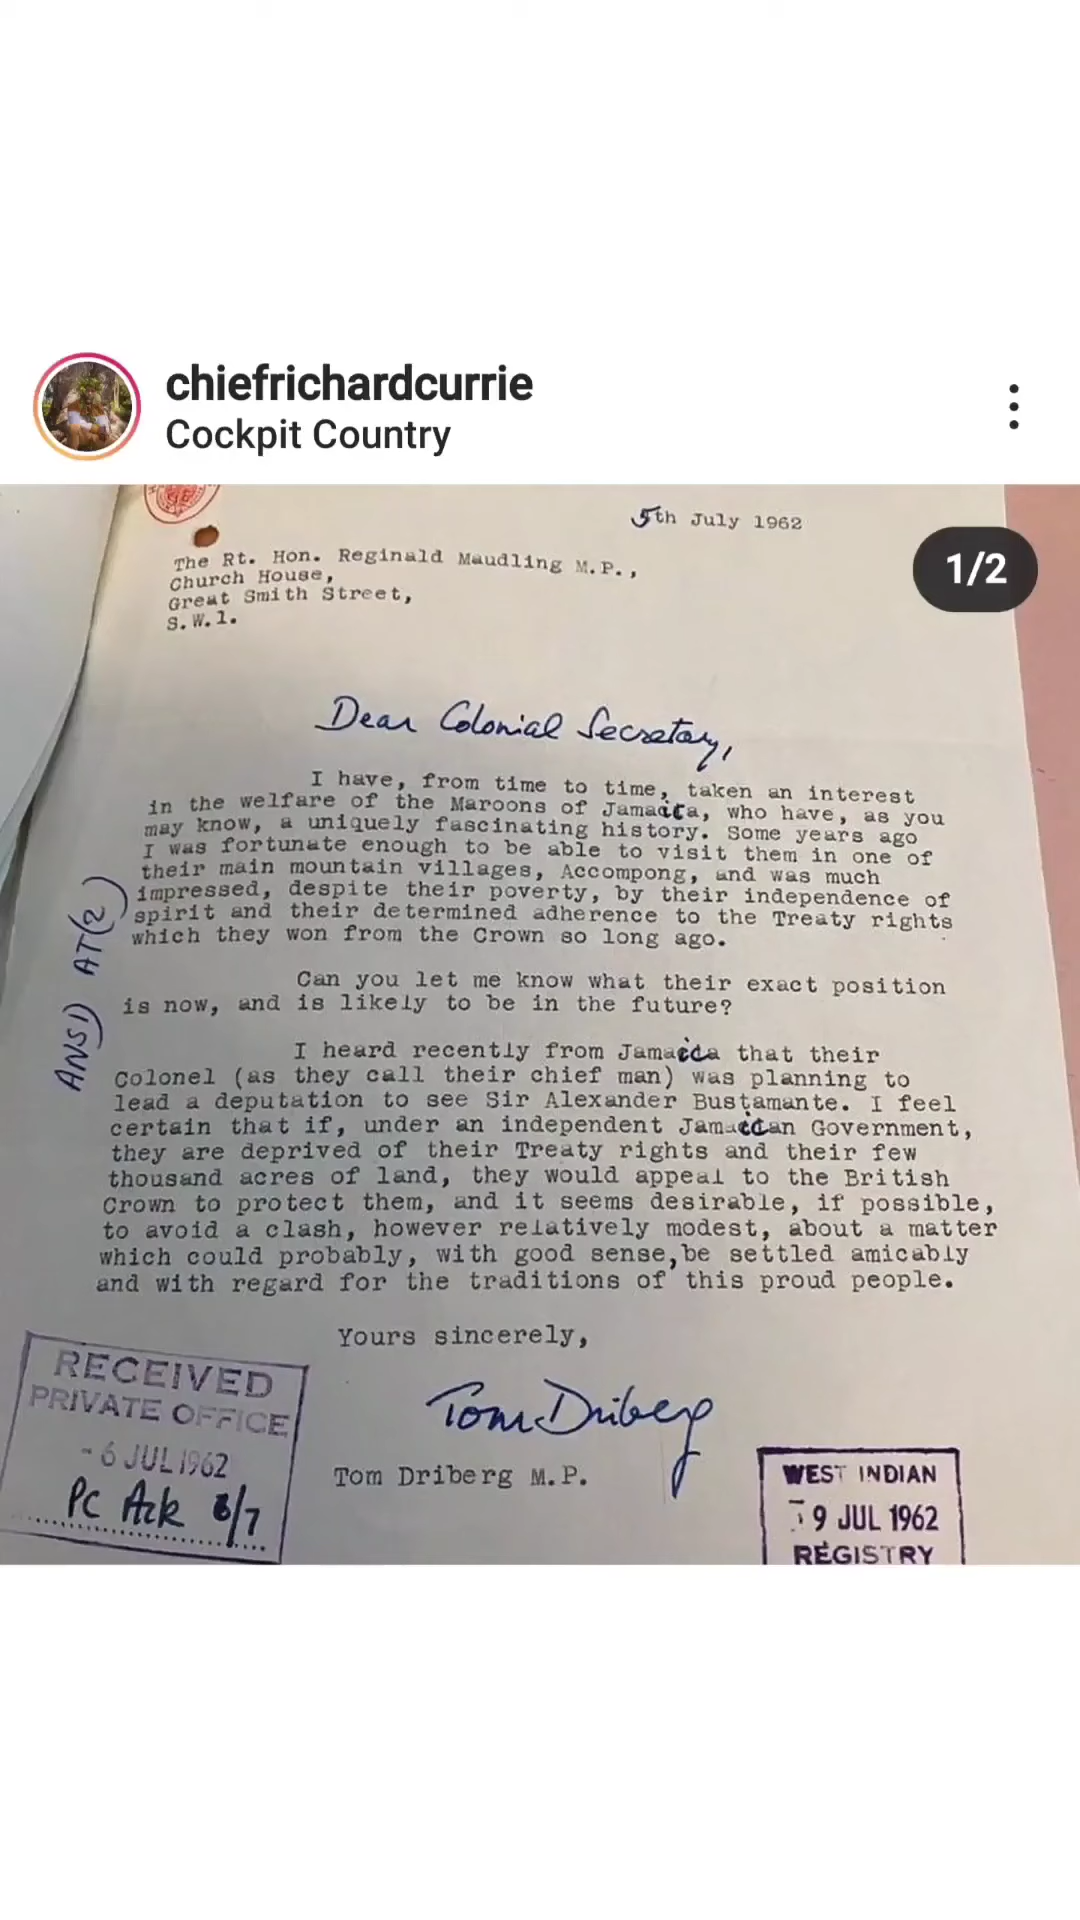 chiefrichardcurrie
Cockpit Country
1/2
5th July 1962
The Rt. Hon. Reginald Maudling M.P.,
Church House,
Great Smith Street,
S.W.1.
Dear Colonial Secretary,
I have, from time to time, taken an interest
in the welfare of the Maroons of Jamaica, who have, as you
may know, a uniquely fascinating history. Some years ago
I was fortunate enough to be able to visit them in one of
their main mountain villages, Accompong, and was much
impressed, despite their poverty, by their independence of
spirit and their determined adherence to the Treaty rights
which they won from the Crown so long ago.
Can you let me know what their exact position
is now, and is likely to be in the future?
I heard recently from Jamaica that their
Colonel (as they call their chief man) was planning to
lead a deputation to see Sir Alexander Bustamante. I feel
certain that if, under an independent Jamaican Government,
they are deprived of their Treaty rights and their few
thousand acres of land, they would appeal to the British
Crown to protect them, and it seems desirable, if possible,
to avoid a clash, however relatively modest, about a matter
which could probably, with good sense, be settled amicably
and with regard for the traditions of this proud people.
Yours sincerely,
Tom Driberg
Tom Driberg M.P.
ANSD AT(2)
RECEIVED
PRIVATE OFFICE
- 6 JUL 1962
PC Ack 6/7
WEST INDIAN
9 JUL 1962
REGISTRY